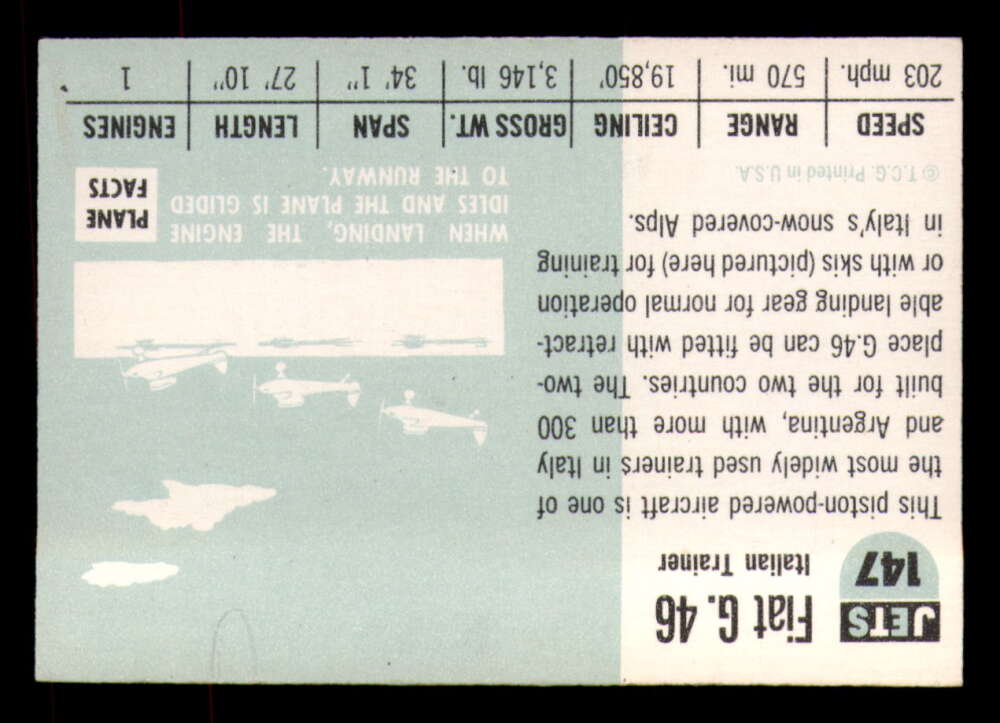 JETS
147
Fiat G.46
Italian Trainer
This piston-powered aircraft is one of
the most widely used trainers in Italy
and Argentina, with more than 300
built for the two countries. The two-
place G.46 can be fitted with retract-
able landing gear for normal operation
or with skis (pictured here) for training
in Italy's snow-covered Alps.
© T.C.G. Printed in U.S.A.
PLANE
FACTS
WHEN LANDING, THE ENGINE
IDLES AND THE PLANE IS GLIDED
TO THE RUNWAY.
SPEED RANGE CEILING GROSS WT. SPAN LENGTH ENGINES
203 mph. 570 mi. 19,850' 3,146 lb. 34' 1" 27' 10" 1